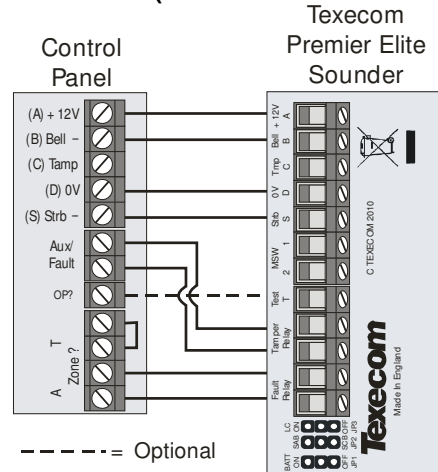 Texecom
Premier Elite
Sounder
Control
Panel
(A) + 12V
(B) Bell –
(C) Tamp
(D) 0V
(S) Strb –
Aux/
Fault
OP?
T
Zone ?
A
+ 12V A
Bell B
Tmp C
0V D
Strb S
MSW 1
2
Test T
Tamper
Relay
Fault
Relay
C TEXECOM 2010
Texecom
Made In England
LC ON OFF JP3
SAB SCB JP2
BATT ON OFF JP1
= Optional